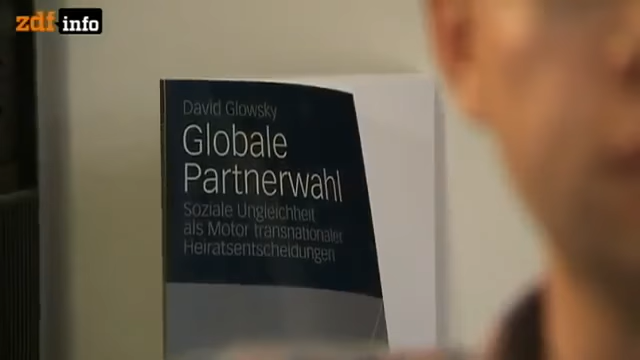 zdf info
David Glowsky
Globale
Partnerwahl
Soziale Ungleichheit
als Motor transnationaler
Heiratsentscheidungen